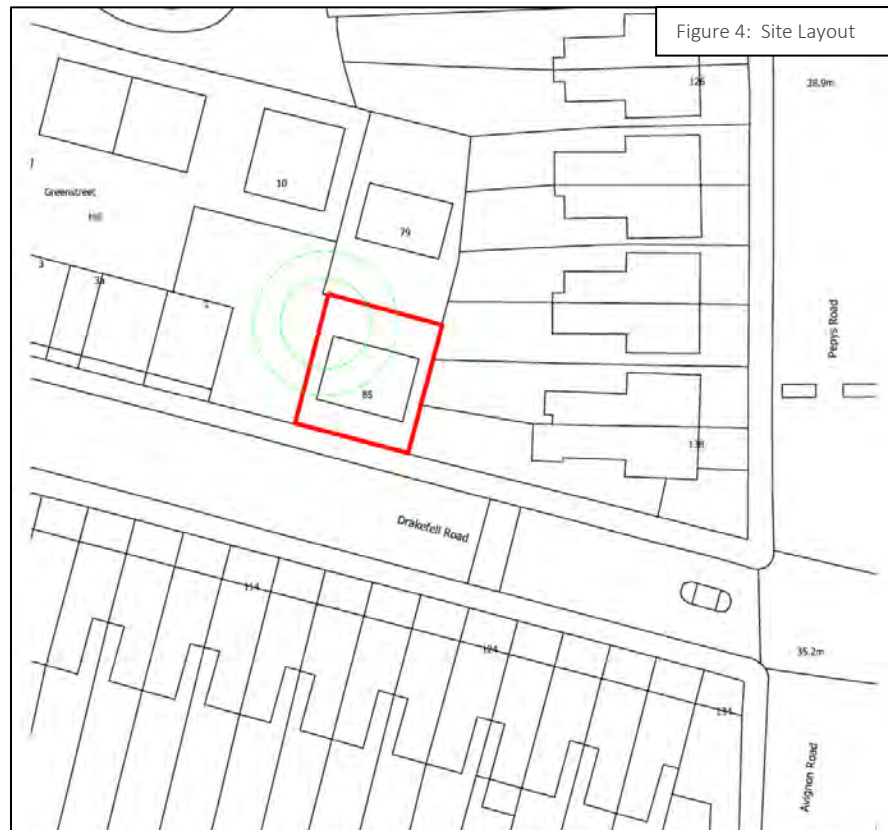 Figure 4: Site Layout
126
28.9m
10
Greenstreet
Hill
79
3
3a
1
Pepys Road
85
138
Drakefell Road
114
124
35.2m
134
Avignon Road